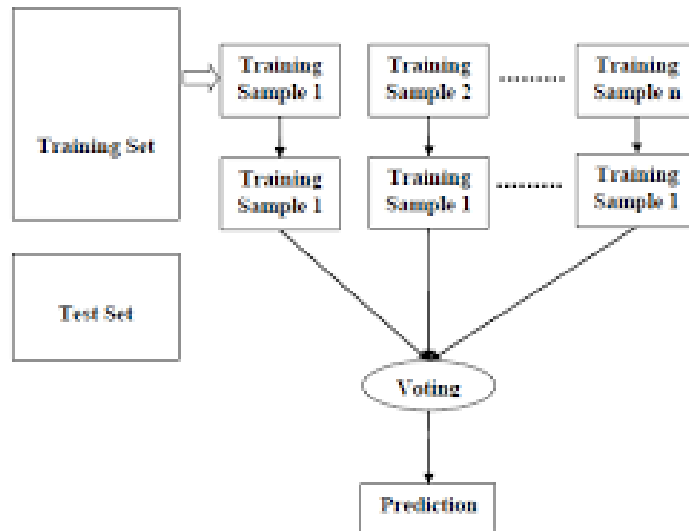 Training Set
Training
Sample 1
Training
Sample 2
Training
Sample n
Training
Sample 1
Training
Sample 1
Training
Sample 1
Test Set
Voting
Prediction